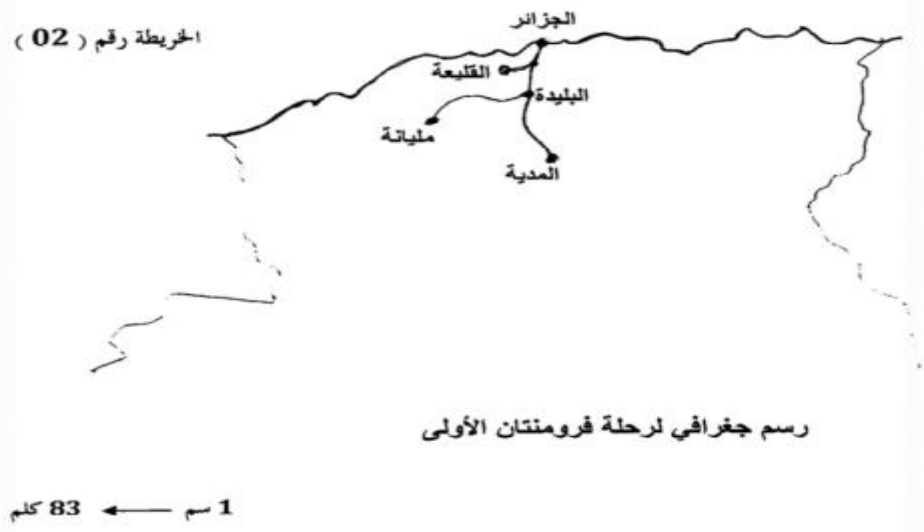 الخريطة رقم ( 02 )
الجزائر
القليعة
البليدة
مليانة
المدية
رسم جغرافي لرحلة فرومنتان الأولى
1 سم ← 83 كلم